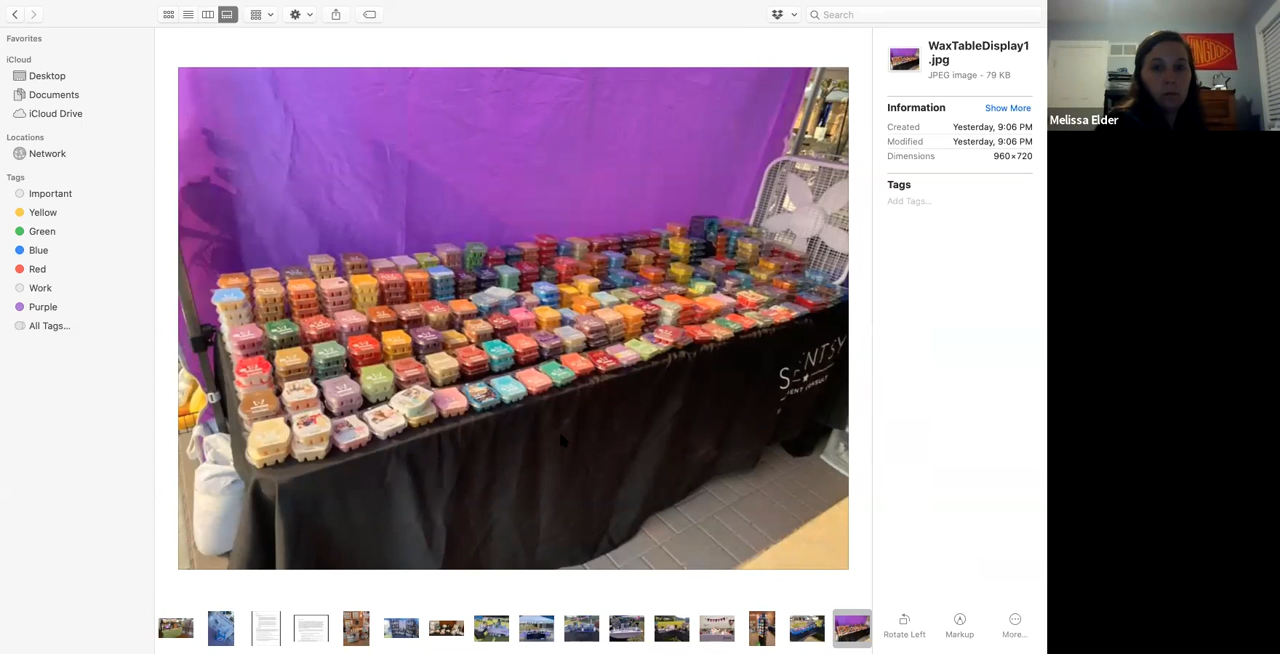 Search
Favorites
iCloud
Desktop
Documents
iCloud Drive
Locations
Network
Tags
Important
Yellow
Green
Blue
Red
Work
Purple
All Tags...
SCENTSY
WaxTableDisplay1
.jpg
JPEG image - 79 KB
Information Show More
Created Yesterday, 9:06 PM
Modified Yesterday, 9:06 PM
Dimensions 960×720
Tags
Add Tags...
Rotate Left Markup More...
KINGDOM
Melissa Elder